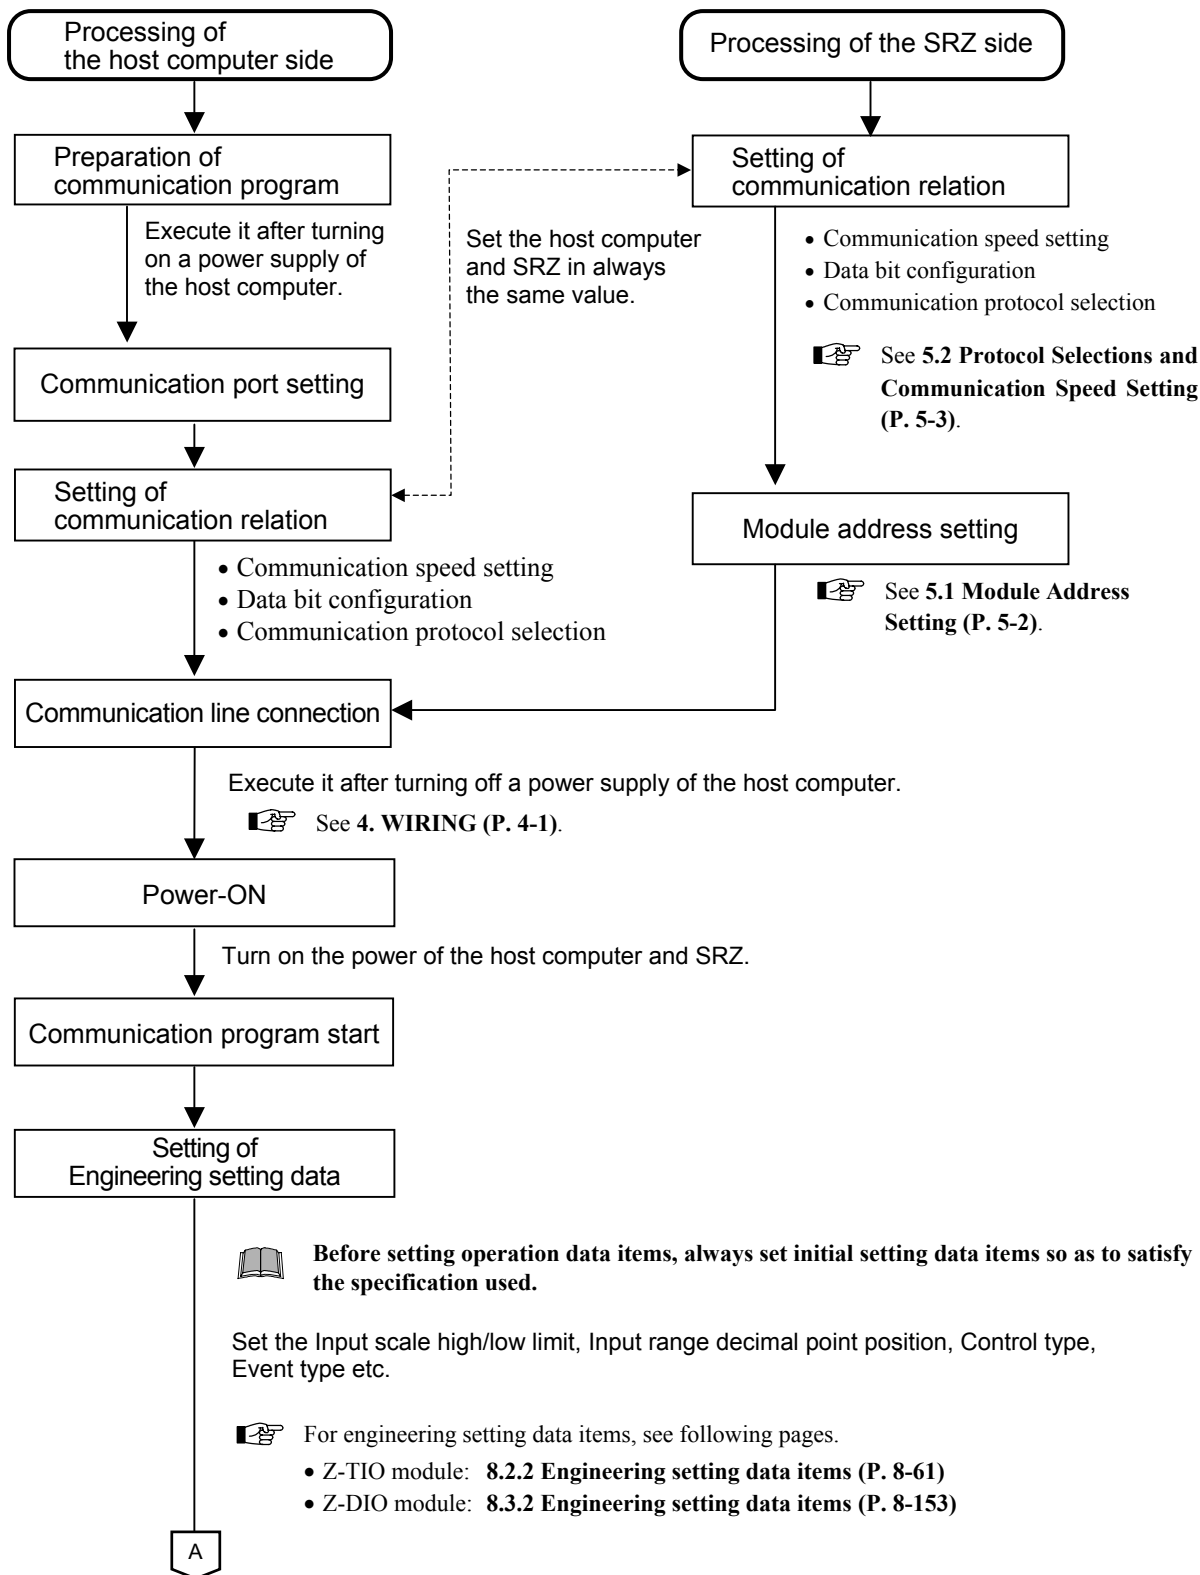 Processing of
the host computer side
Processing of the SRZ side
Preparation of
communication program
Setting of
communication relation
Execute it after turning
on a power supply of
the host computer.
Set the host computer
and SRZ in always
the same value.
• Communication speed setting
• Data bit configuration
• Communication protocol selection
See 5.2 Protocol Selections and
Communication Speed Setting
(P. 5-3).
Communication port setting
Setting of
communication relation
Module address setting
• Communication speed setting
• Data bit configuration
• Communication protocol selection
See 5.1 Module Address
Setting (P. 5-2).
Communication line connection
Execute it after turning off a power supply of the host computer.
See 4. WIRING (P. 4-1).
Power-ON
Turn on the power of the host computer and SRZ.
Communication program start
Setting of
Engineering setting data
Before setting operation data items, always set initial setting data items so as to satisfy
the specification used.
Set the Input scale high/low limit, Input range decimal point position, Control type,
Event type etc.
For engineering setting data items, see following pages.
• Z-TIO module: 8.2.2 Engineering setting data items (P. 8-61)
• Z-DIO module: 8.3.2 Engineering setting data items (P. 8-153)
A